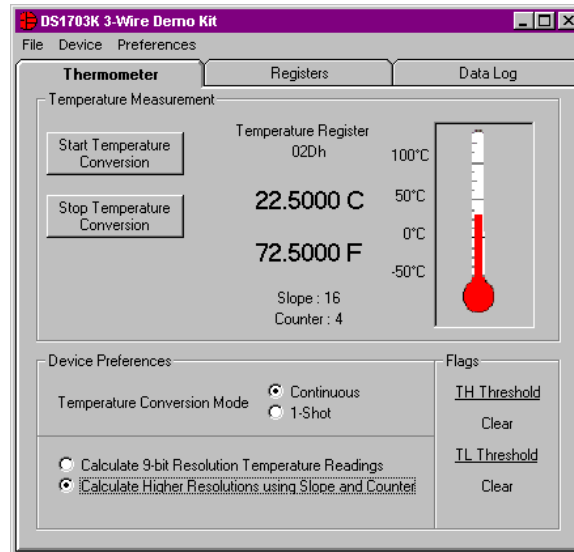 DS1703K 3-Wire Demo Kit
File Device Preferences
Thermometer Registers Data Log
Temperature Measurement
Start Temperature
Conversion
Stop Temperature
Conversion
Temperature Register
02Dh
22.5000 C
72.5000 F
Slope : 16
Counter : 4
100°C
50°C
0°C
-50°C
Device Preferences
Temperature Conversion Mode
Continuous
1-Shot
Calculate 9-bit Resolution Temperature Readings
Calculate Higher Resolutions using Slope and Counter
Flags
TH Threshold
Clear
TL Threshold
Clear